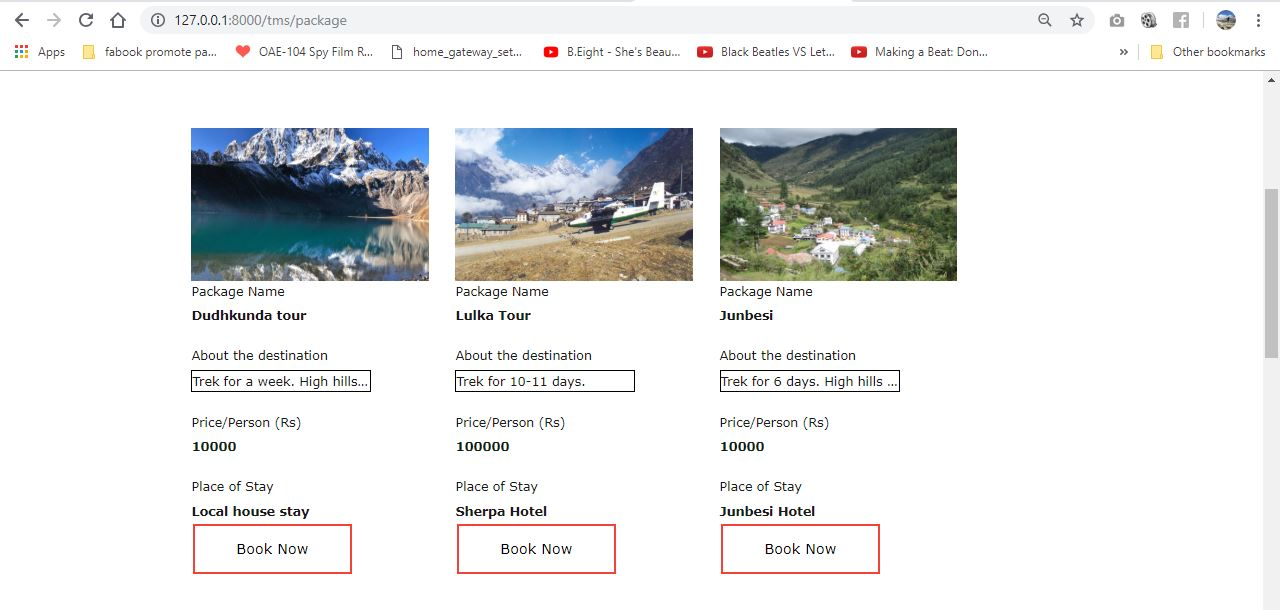 127.0.0.1:8000/tms/package
Apps fabook promote pa... OAE-104 Spy Film R... home_gateway_set... B.Eight - She's Beau... Black Beatles VS Let... Making a Beat: Don... » Other bookmarks
Package Name
Dudhkunda tour
About the destination
Trek for a week. High hills...
Price/Person (Rs)
10000
Place of Stay
Local house stay
Book Now
Package Name
Lulka Tour
About the destination
Trek for 10-11 days.
Price/Person (Rs)
100000
Place of Stay
Sherpa Hotel
Book Now
Package Name
Junbesi
About the destination
Trek for 6 days. High hills ...
Price/Person (Rs)
10000
Place of Stay
Junbesi Hotel
Book Now